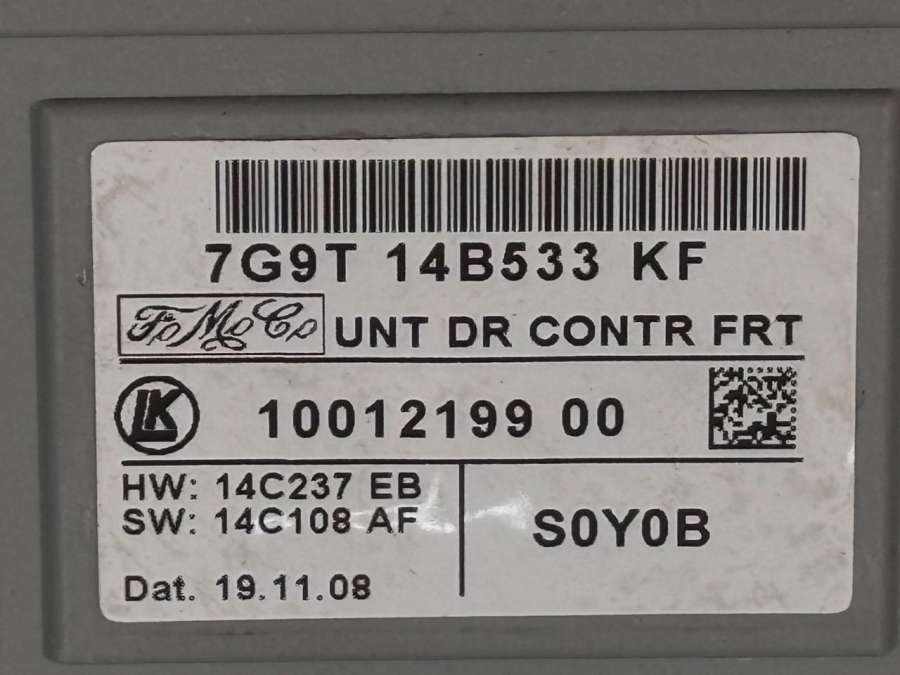 7G9T 14B533 KF
FoMoCo UNT DR CONTR FRT
LK 10012199 00
HW: 14C237 EB
SW: 14C108 AF
S0Y0B
Dat. 19.11.08